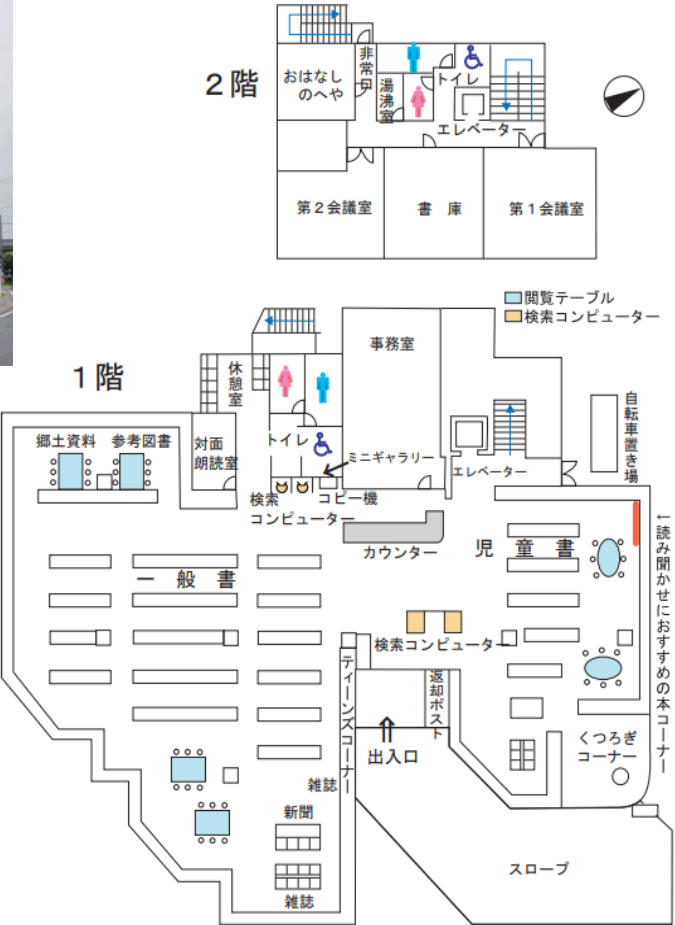 2階
おはなし
のへや
非常口
湯沸室
トイレ
エレベーター
第2会議室
書 庫
第1会議室
閲覧テーブル
検索コンピューター
1階
休憩室
事務室
郷土資料
参考図書
対面
朗読室
トイレ
ミニギャラリー
エレベーター
自転車置き場
検索
コンピューター
コピー機
カウンター
児 童 書
←読み聞かせにおすすめの本コーナー
一 般 書
検索コンピューター
ティーンズコーナー
返却ポスト
出入口
くつろぎ
コーナー
雑誌
新聞
雑誌
スロープ